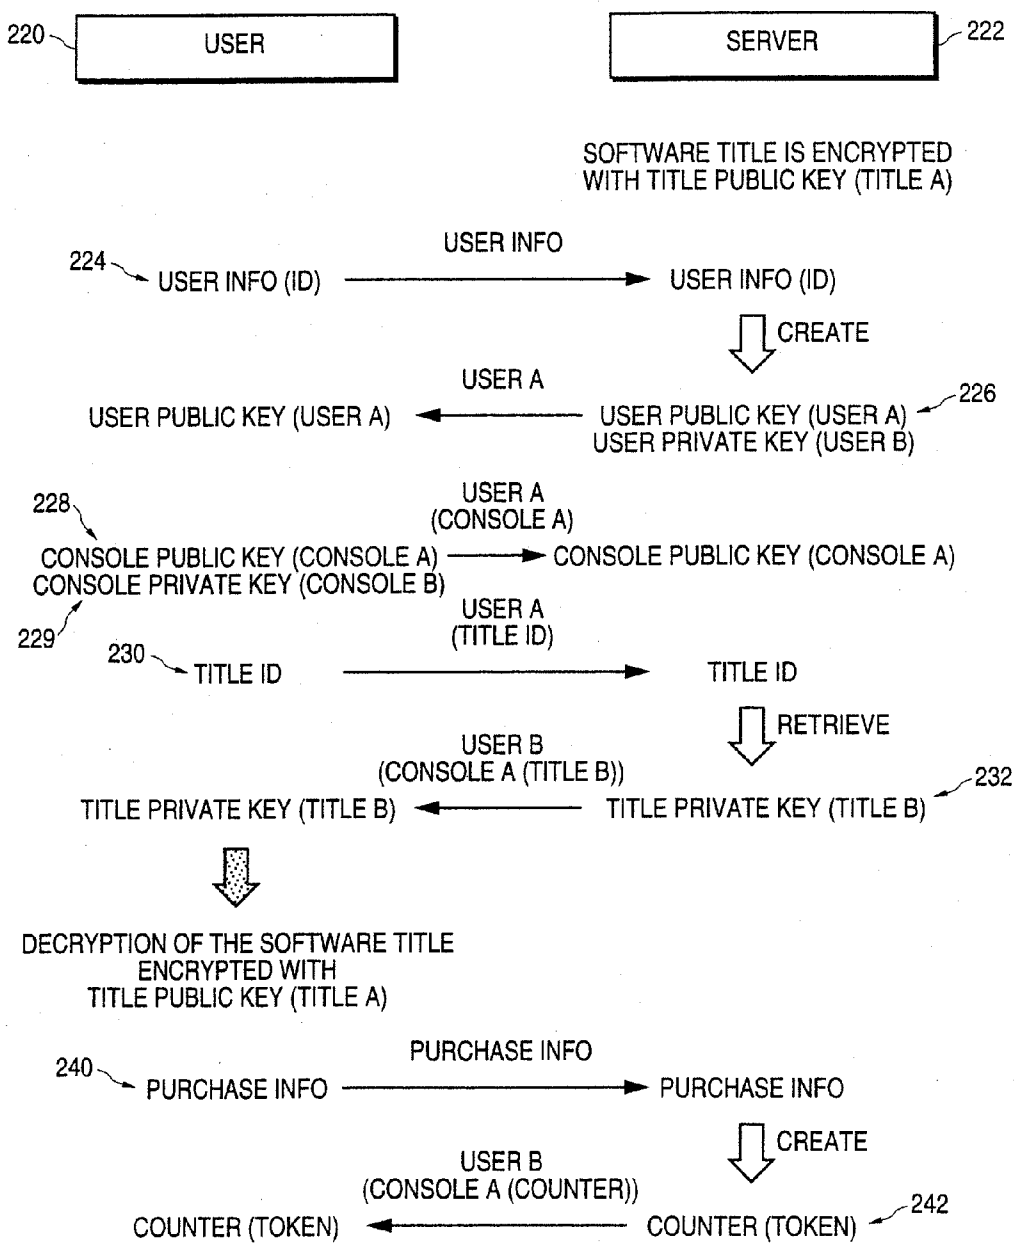 220 USER SERVER 222
SOFTWARE TITLE IS ENCRYPTED
WITH TITLE PUBLIC KEY (TITLE A)
USER INFO
224 USER INFO (ID) USER INFO (ID)
CREATE
USER A
226
USER PUBLIC KEY (USER A) USER PUBLIC KEY (USER A)
USER PRIVATE KEY (USER B)
228
USER A
(CONSOLE A)
CONSOLE PUBLIC KEY (CONSOLE A) CONSOLE PUBLIC KEY (CONSOLE A)
CONSOLE PRIVATE KEY (CONSOLE B)
229
USER A
(TITLE ID)
230 TITLE ID TITLE ID
RETRIEVE
USER B
(CONSOLE A (TITLE B))
232
TITLE PRIVATE KEY (TITLE B) TITLE PRIVATE KEY (TITLE B)
DECRYPTION OF THE SOFTWARE TITLE
ENCRYPTED WITH
TITLE PUBLIC KEY (TITLE A)
PURCHASE INFO
240 PURCHASE INFO PURCHASE INFO
CREATE
USER B
(CONSOLE A (COUNTER))
COUNTER (TOKEN) COUNTER (TOKEN) 242